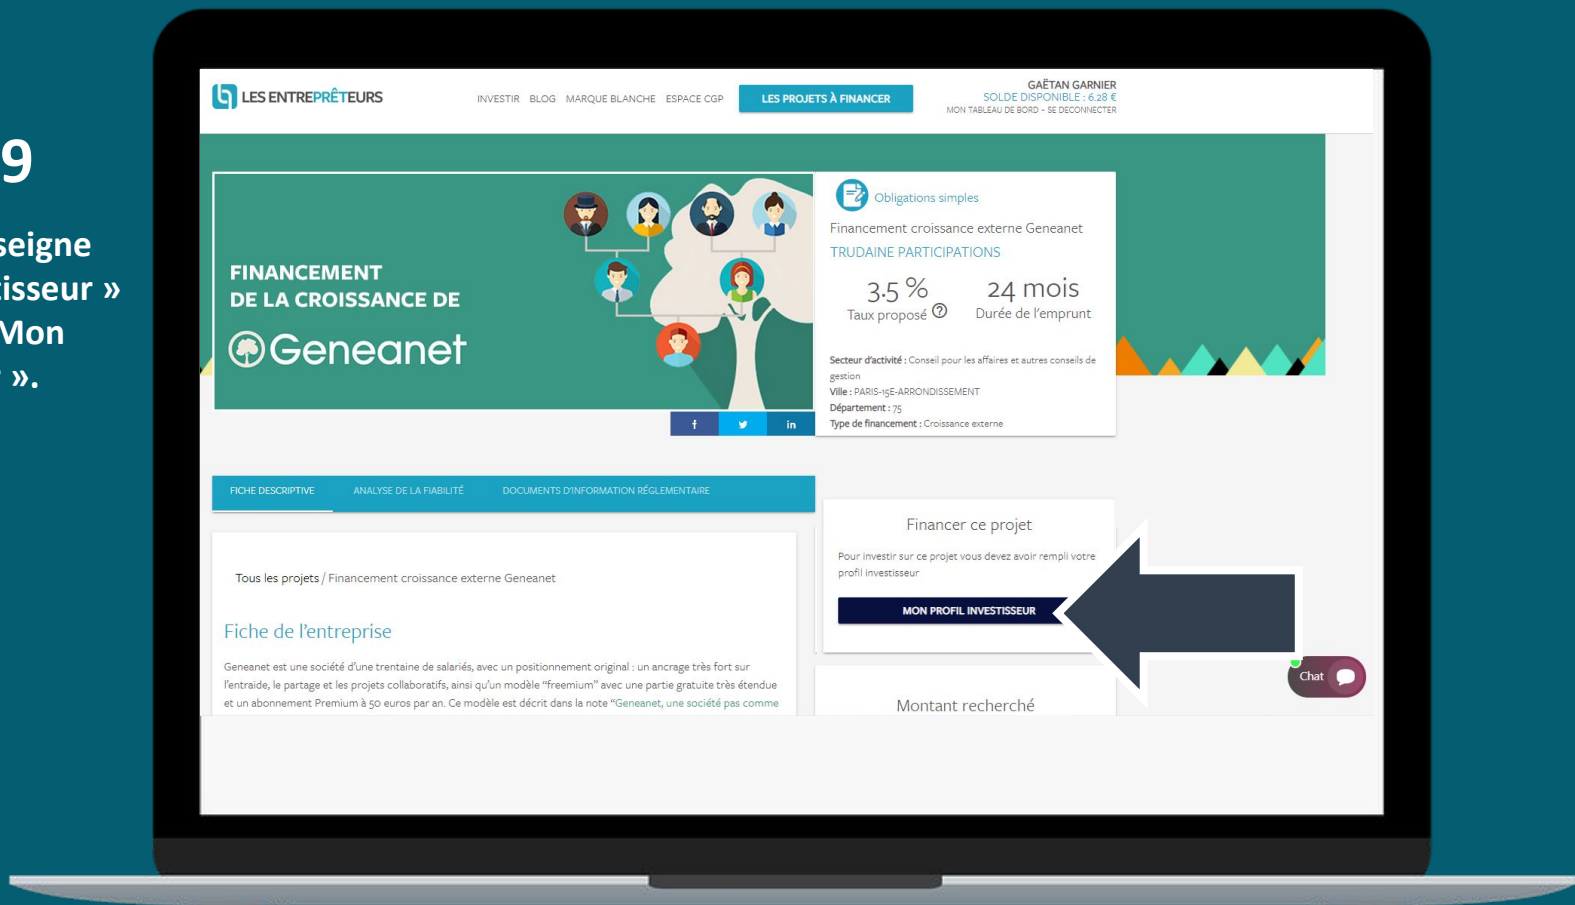 9
seigne
tisseur »
Mon
».
LES ENTREPRÊTEURS
INVESTIR BLOG MARQUE BLANCHE ESPACE CGP
LES PROJETS À FINANCER
GAËTAN GARNIER
SOLDE DISPONIBLE : 6.28 €
MON TABLEAU DE BORD - SE DECONNECTER
FINANCEMENT
DE LA CROISSANCE DE
Geneanet
f in
Obligations simples
Financement croissance externe Geneanet
TRUDAINE PARTICIPATIONS
3.5 % 24 mois
Taux proposé ? Durée de l'emprunt
Secteur d'activité : Conseil pour les affaires et autres conseils de
gestion
Ville : PARIS-15E-ARRONDISSEMENT
Département : 75
Type de financement : Croissance externe
FICHE DESCRIPTIVE ANALYSE DE LA FIABILITÉ DOCUMENTS D'INFORMATION RÉGLEMENTAIRE
Tous les projets / Financement croissance externe Geneanet
Fiche de l'entreprise
Geneanet est une société d'une trentaine de salariés, avec un positionnement original : un ancrage très fort sur
l'entraide, le partage et les projets collaboratifs, ainsi qu'un modèle "freemium" avec une partie gratuite très étendue
et un abonnement Premium à 50 euros par an. Ce modèle est décrit dans la note "Geneanet, une société pas comme
Financer ce projet
Pour investir sur ce projet vous devez avoir rempli votre
profil investisseur
MON PROFIL INVESTISSEUR
Montant recherché
Chat